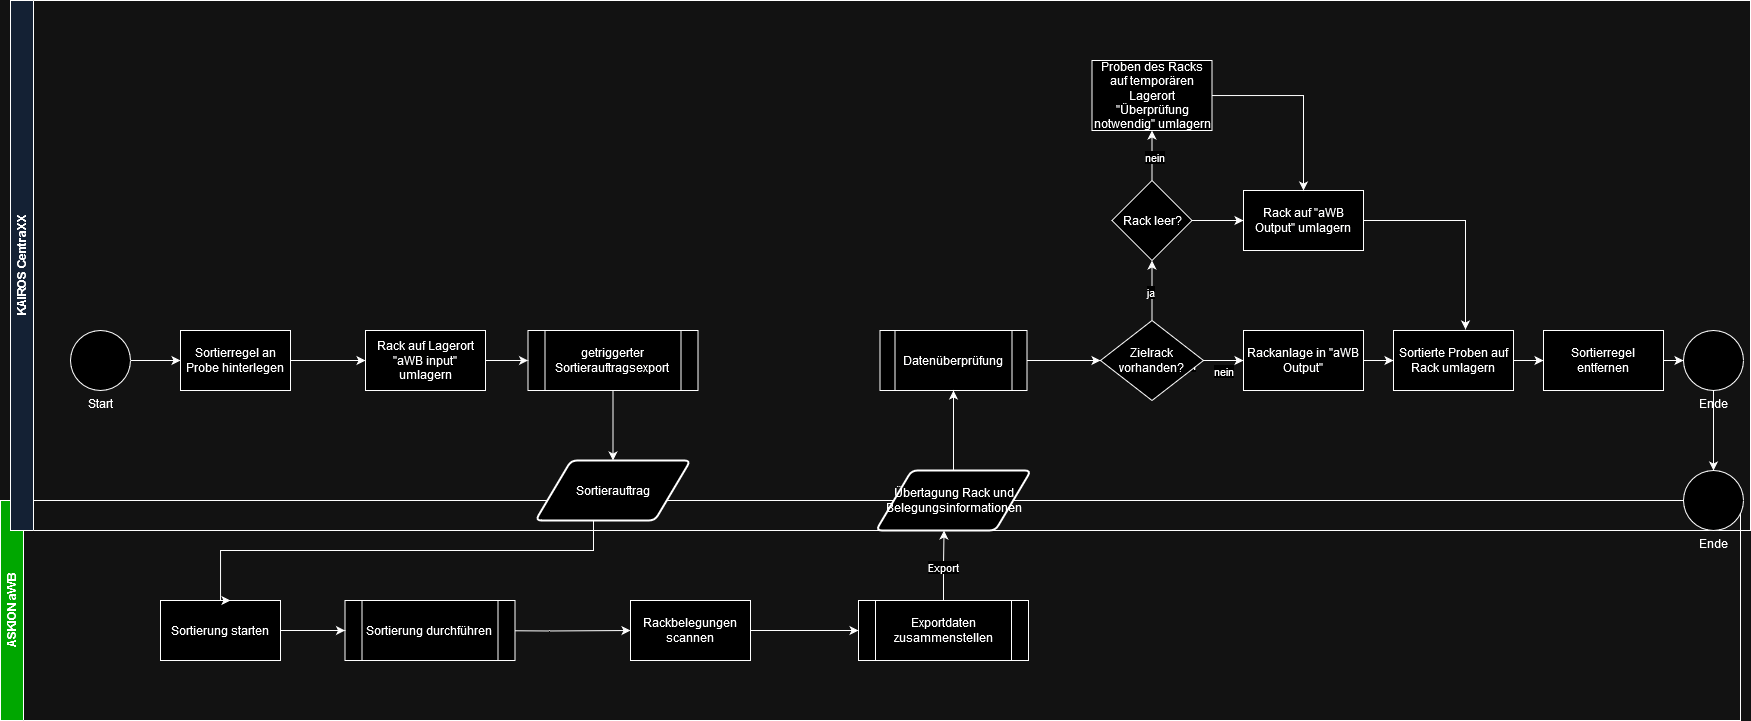 KAIROS CentraXX
Proben des Racks
auf temporären
Lagerort
"Überprüfung
notwendig" umlagern
nein
Rack leer?
Rack auf "aWB
Output" umlagern
ja
Start
Sortierregel an
Probe hinterlegen
Rack auf Lagerort
"aWB input"
umlagern
getriggerter
Sortierauftragsexport
Datenüberprüfung
Zielrack
vorhanden?
nein
Rackanlage in "aWB
Output"
Sortierte Proben auf
Rack umlagern
Sortierregel
entfernen
Ende
Sortierauftrag
Übertagung Rack und
Belegungsinformationen
Ende
ASKION aWB
Export
Sortierung starten
Sortierung durchführen
Rackbelegungen
scannen
Exportdaten
zusammenstellen